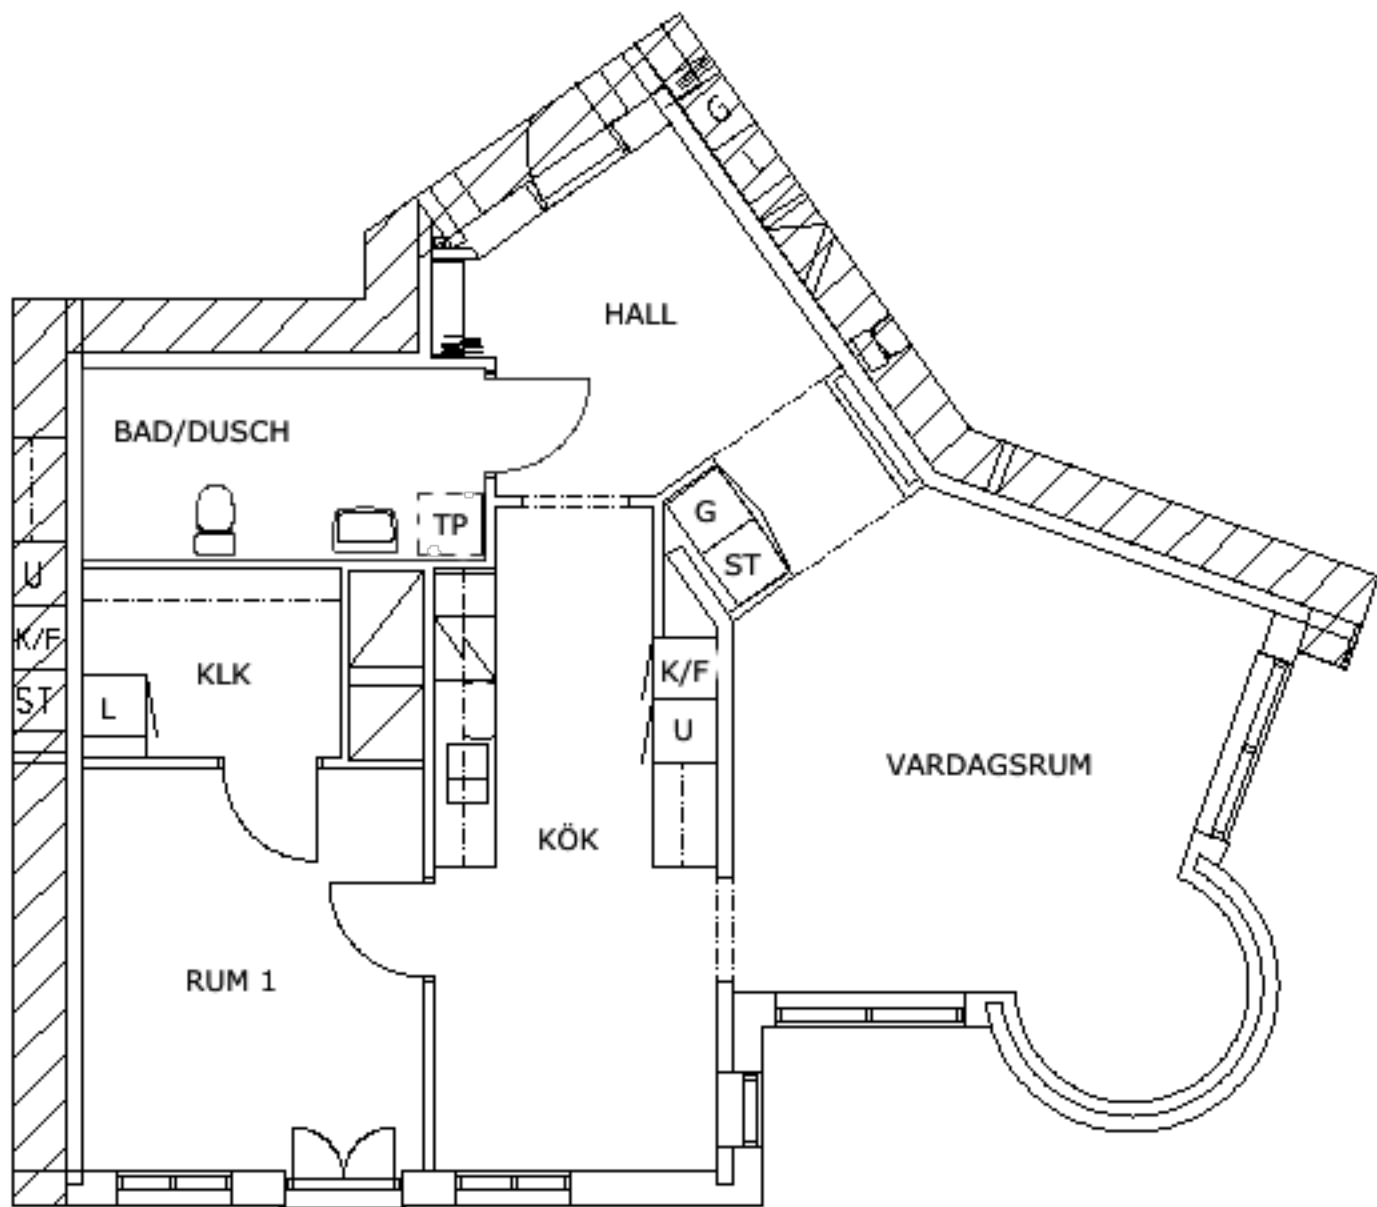 G
HALL
BAD/DUSCH
G
TP
ST
U
K/F
KLK
K/F
ST
L
U
VARDAGSRUM
KÖK
RUM 1